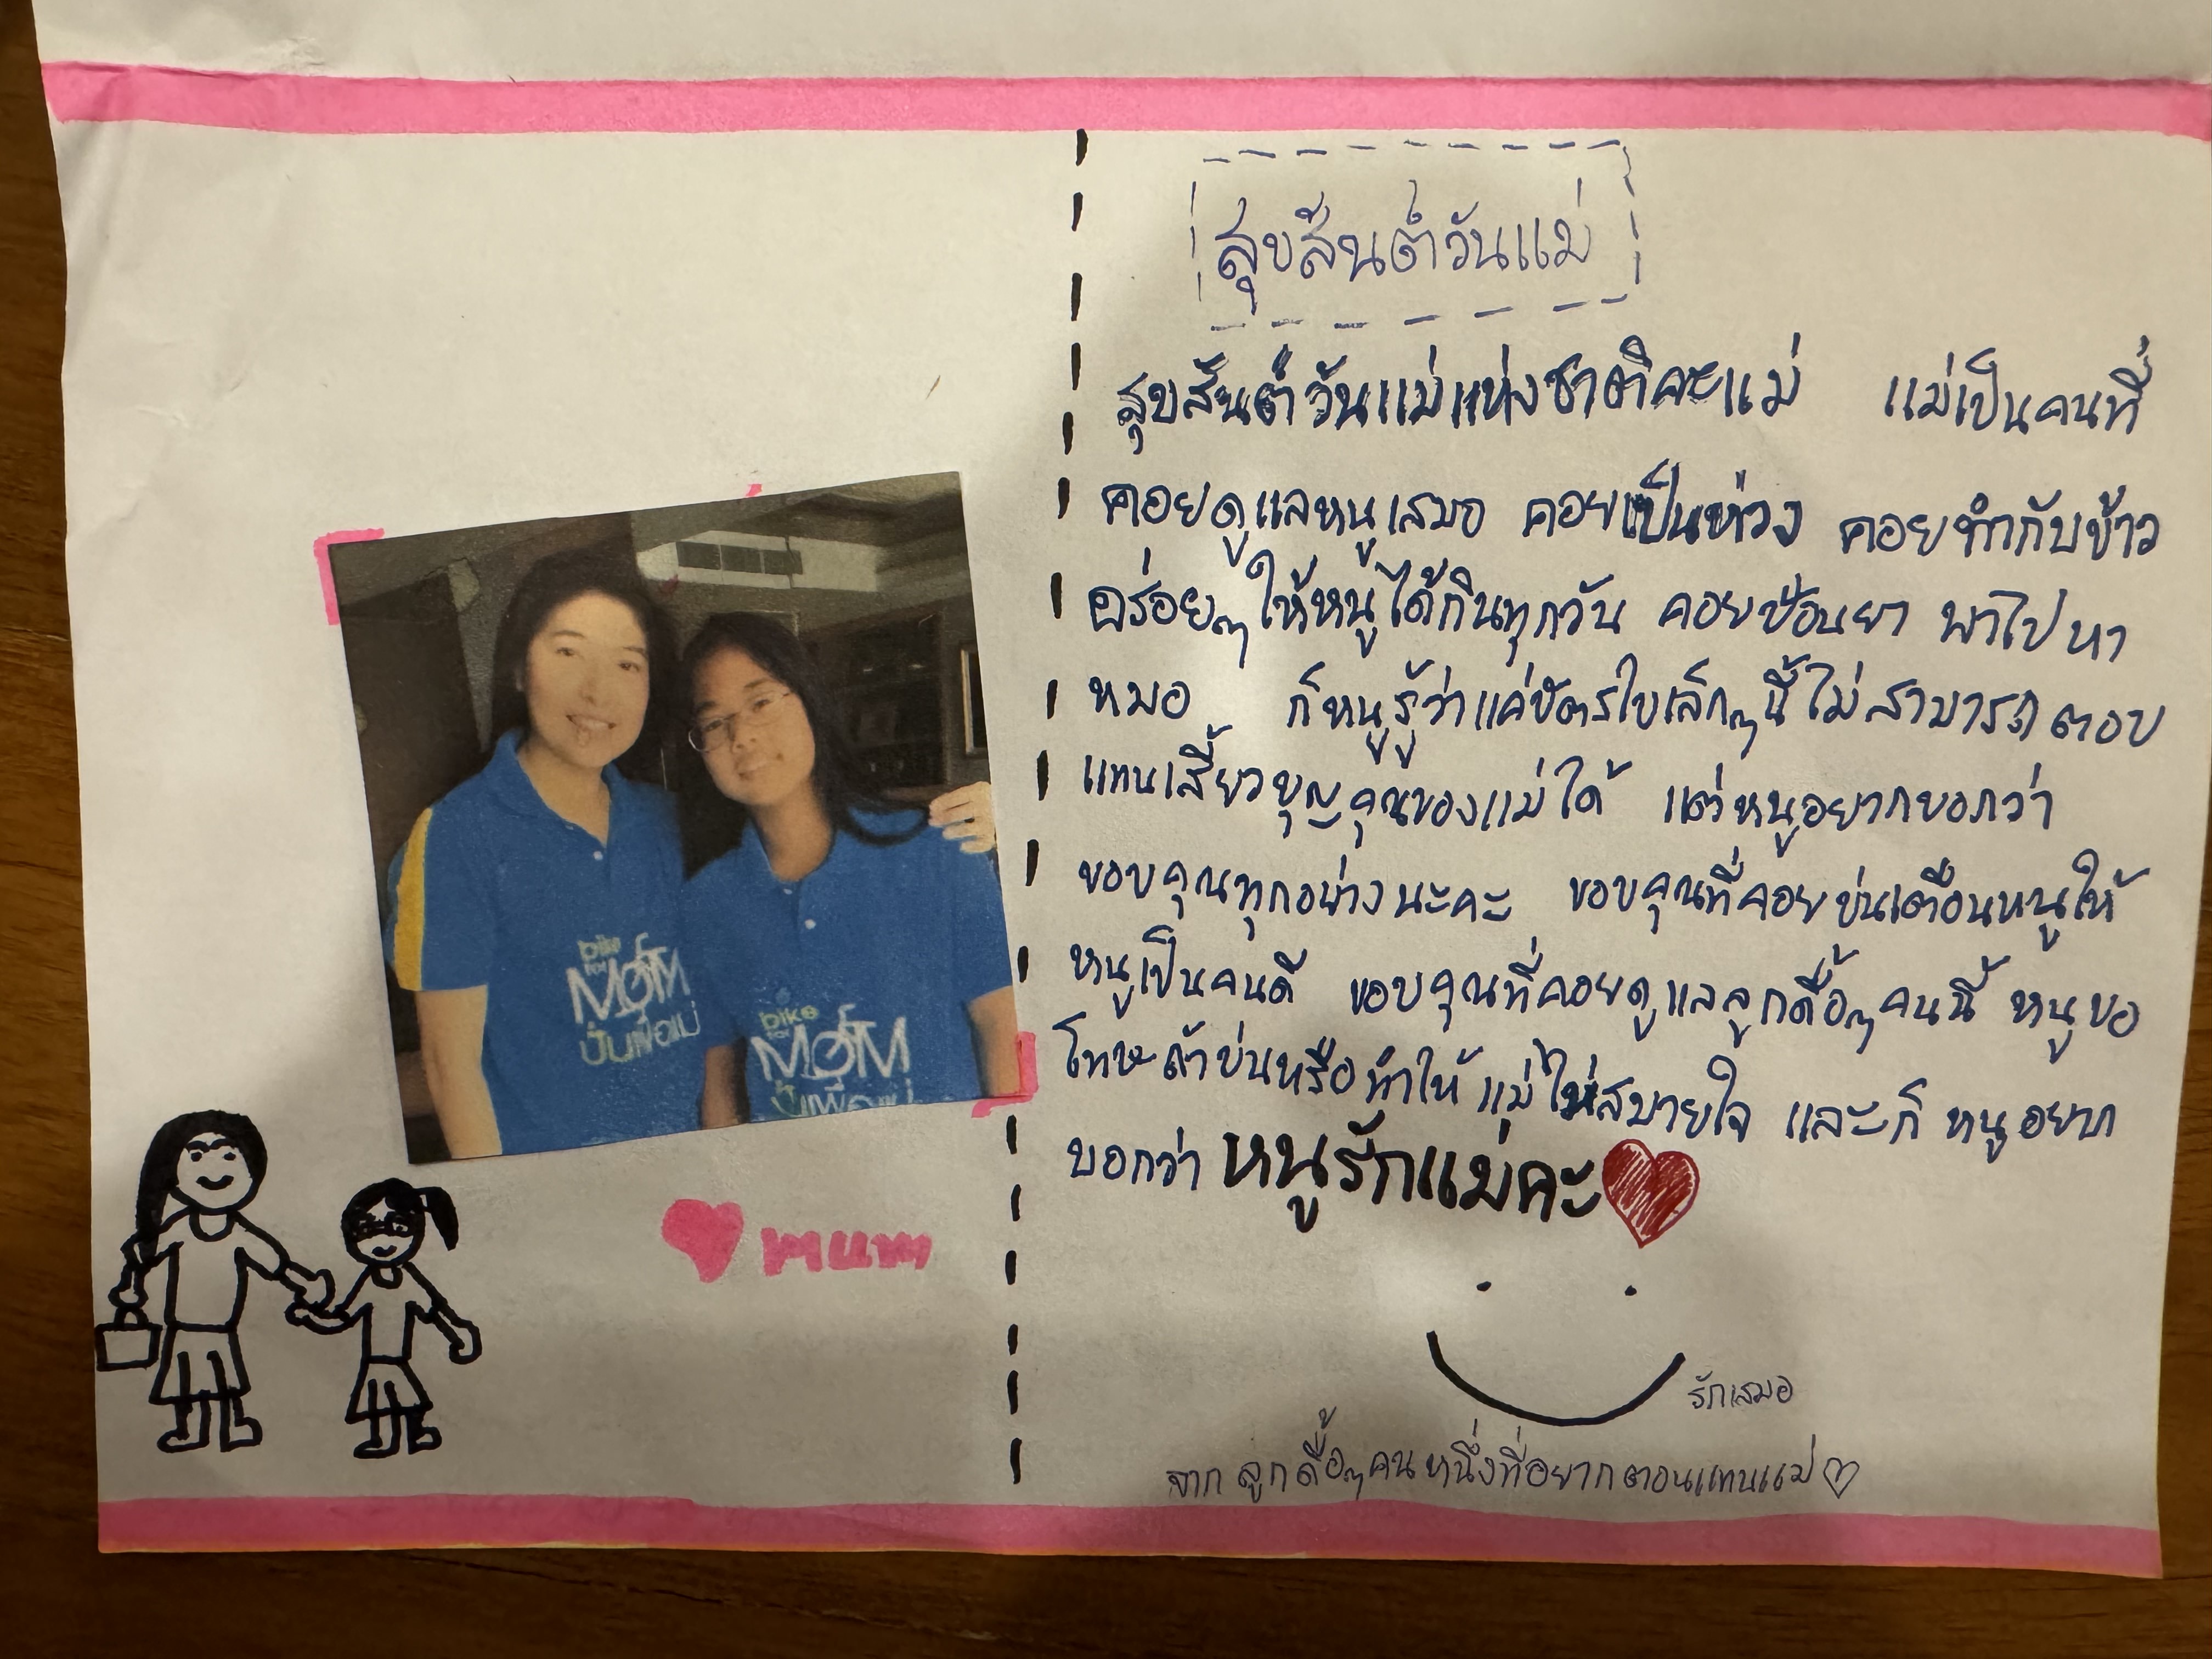 สุขสันต์วันแม่
สุขสันต์วันแม่แห่งชาติคะแม่ แม่เป็นคนที่
คอยดูแลหนูเสมอ คอยเป็นห่วง คอยทำกับข้าว
อร่อยๆให้หนูได้กินทุกวัน คอยป้อนยา พาไปหา
หมอ ก็หนูรู้ว่าแค่บัตรใบเล็กๆนี้ไม่สามารถตอบ
แทนเสี้ยวบุญคุณของแม่ได้ แต่หนูอยากบอกว่า
ขอบคุณทุกอย่างนะคะ ขอบคุณที่คอยบ่นเตือนหนูให้
หนูเป็นคนดี ขอบคุณที่คอยดูแลลูกดื้อๆคนนี้ หนูขอ
โทษถ้าบ่นหรือทำให้แม่ไม่สบายใจ และก็ หนูอยาก
บอกว่า หนูรักแม่คะ
รักเสมอ
จาก ลูกดื้อๆคนหนึ่งที่อยากตอบแทนแม่
bike
for
MOM
ปั่นเพื่อแม่
bike
for
MOM
ปั่นเพื่อแม่
mum